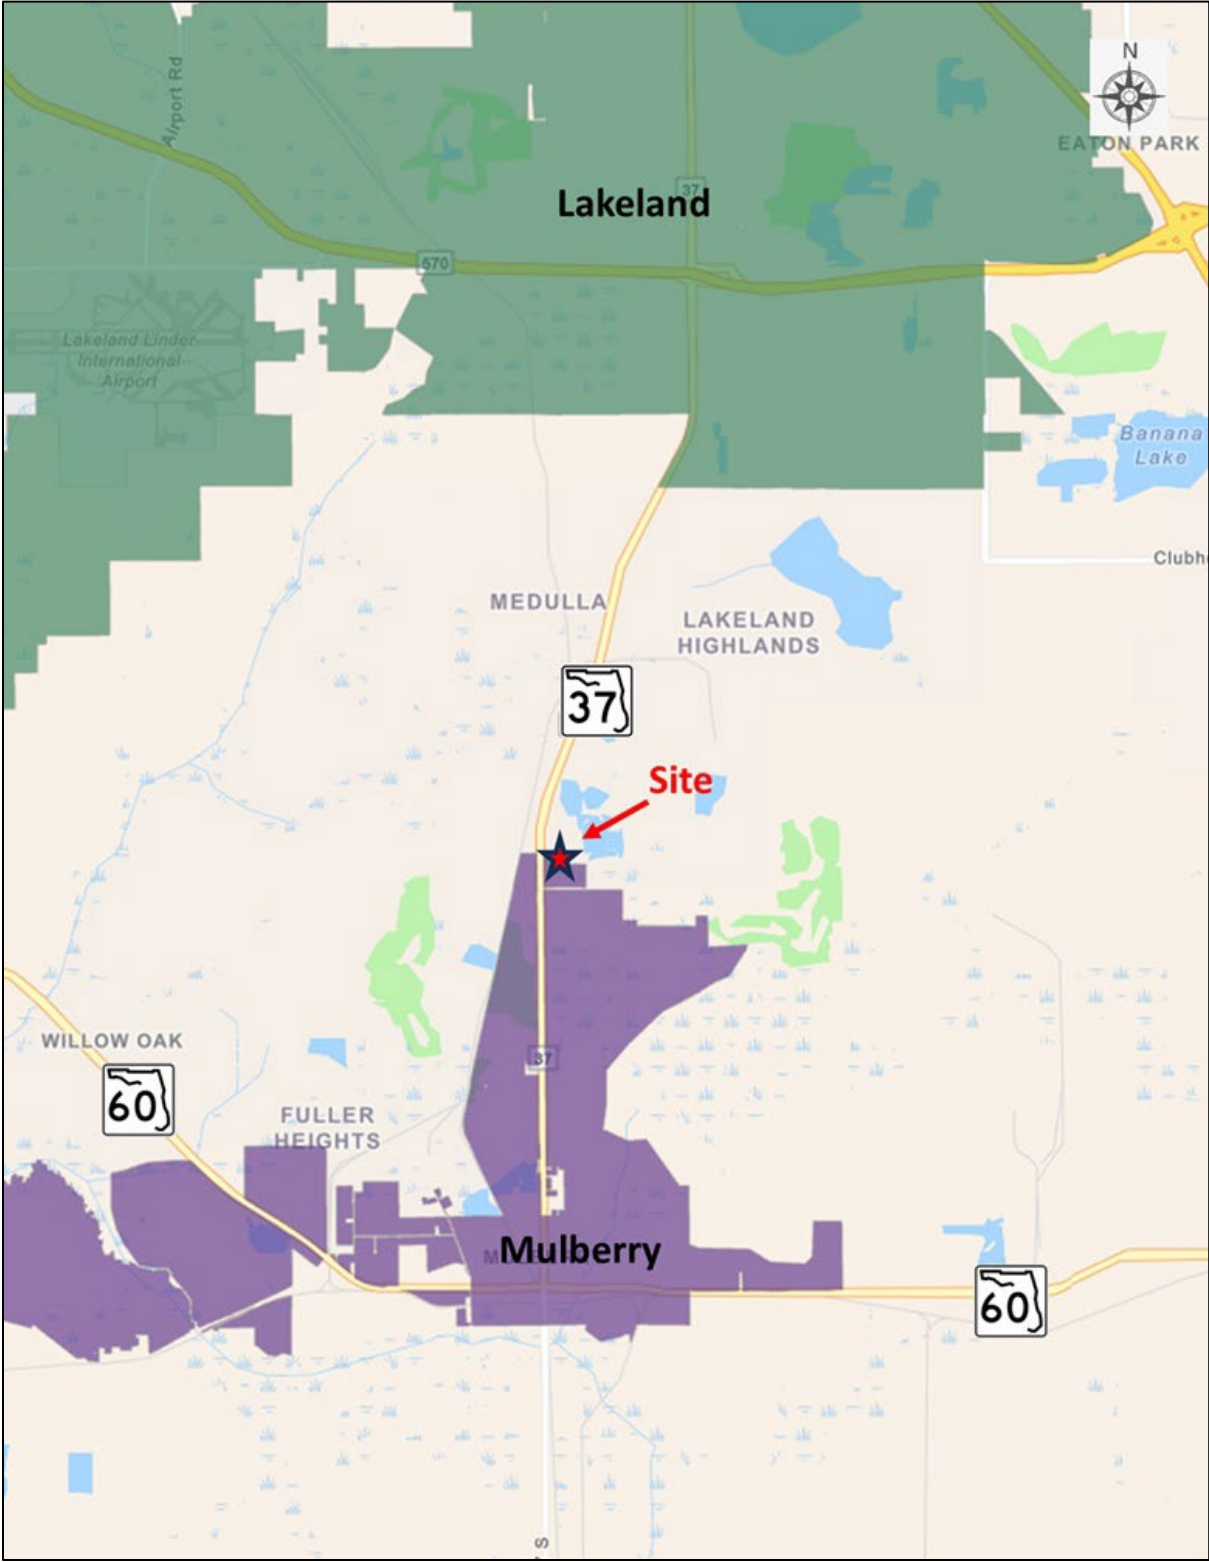 N
Airport Rd
EATON PARK
37
Lakeland
570
Lakeland Linder
International
Airport
Banana
Lake
Clubh
MEDULLA
LAKELAND
HIGHLANDS
37
Site
WILLOW OAK
37
60
FULLER
HEIGHTS
Mulberry
60
S